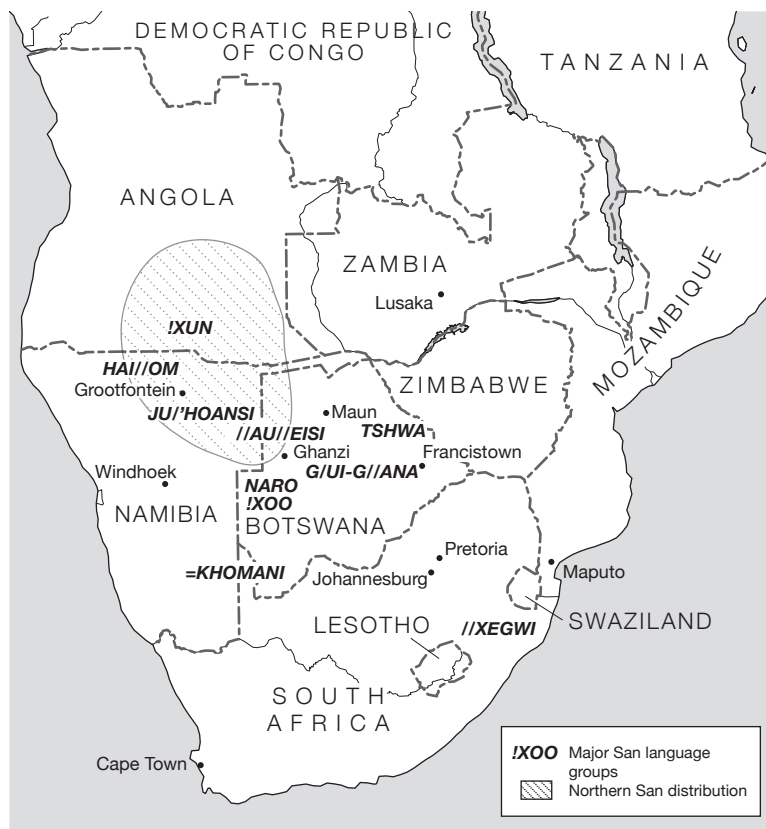 DEMOCRATIC REPUBLIC
OF CONGO
TANZANIA
ANGOLA
ZAMBIA
Lusaka
MOZAMBIQUE
!XUN
HAI//OM
Grootfontein
ZIMBABWE
JU/'HOANSI
Maun
//AU//EISI
TSHWA
Ghanzi
Francistown
G/UI-G//ANA
Windhoek
NARO
!XOO
NAMIBIA
BOTSWANA
Pretoria
=KHOMANI
Johannesburg
Maputo
LESOTHO
//XEGWI
SWAZILAND
SOUTH
AFRICA
Cape Town
!XOO Major San language
groups
Northern San distribution